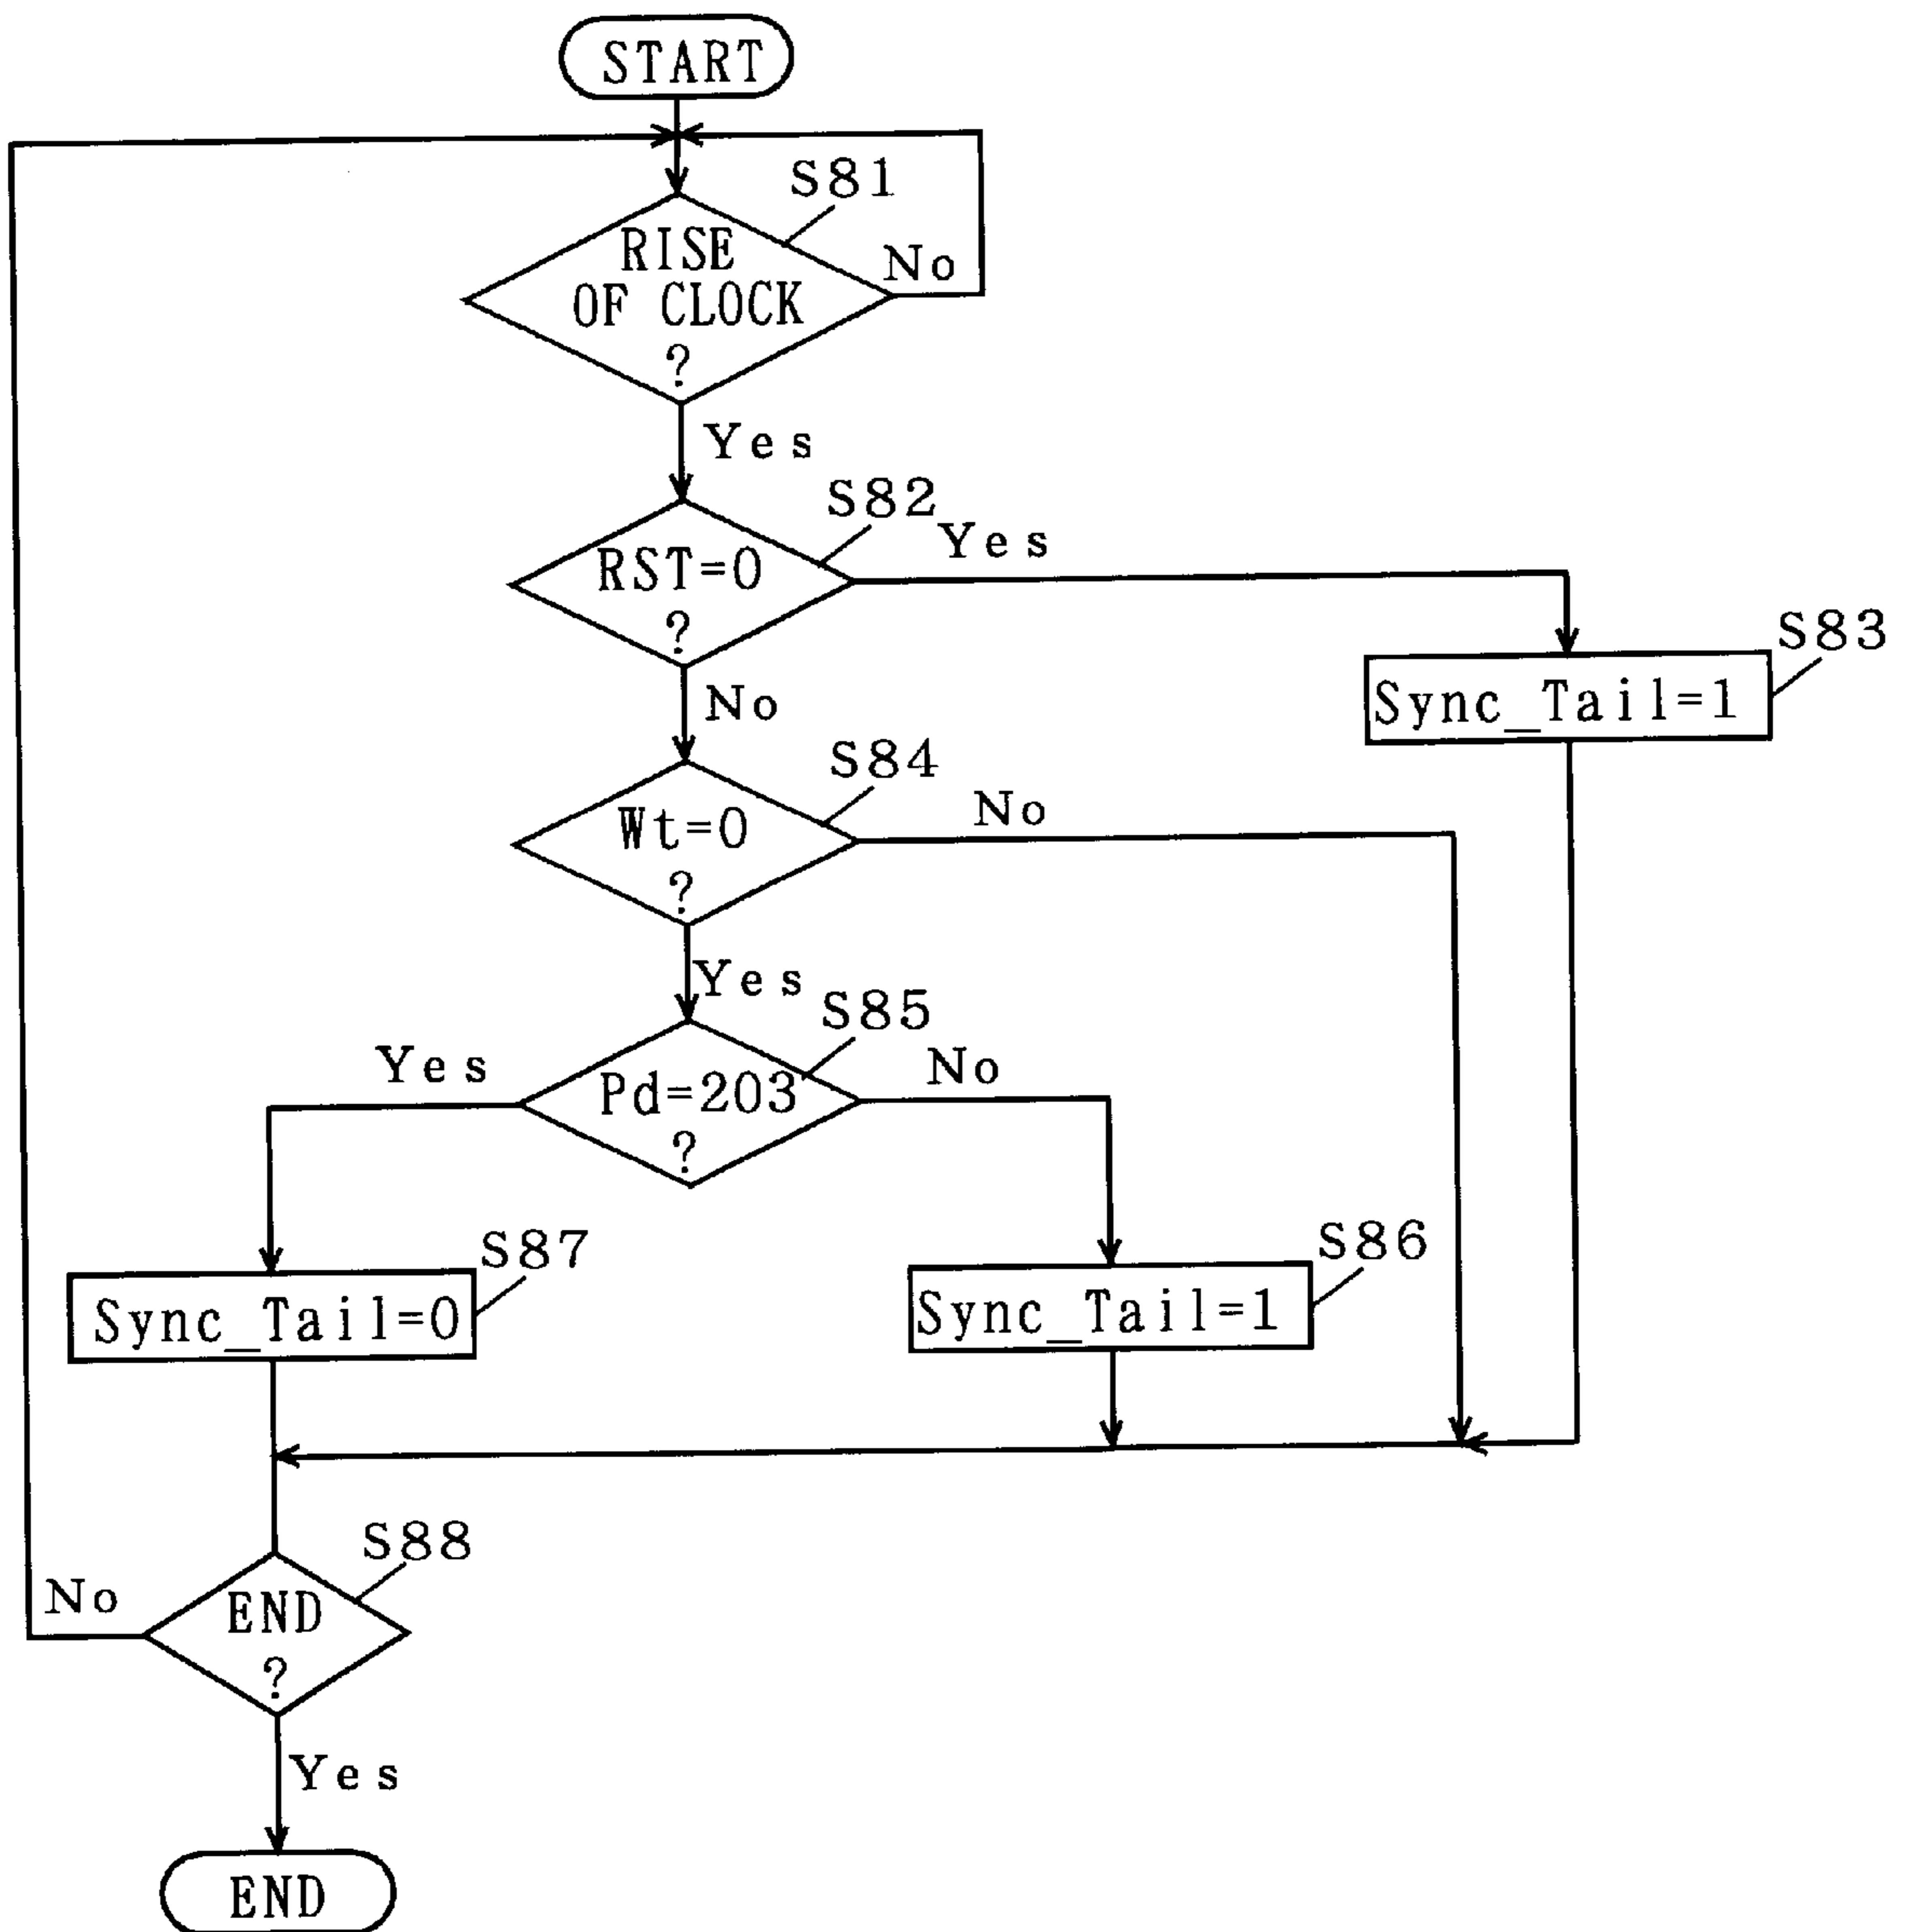 START
S81
RISE
OF CLOCK
?
No
Yes
S82
Yes
RST=0
?
S83
Sync_Tail=1
No
S84
No
Wt=0
?
Yes
S85
Yes
No
Pd=203
?
S87
S86
Sync_Tail=0
Sync_Tail=1
S88
No
END
?
Yes
END